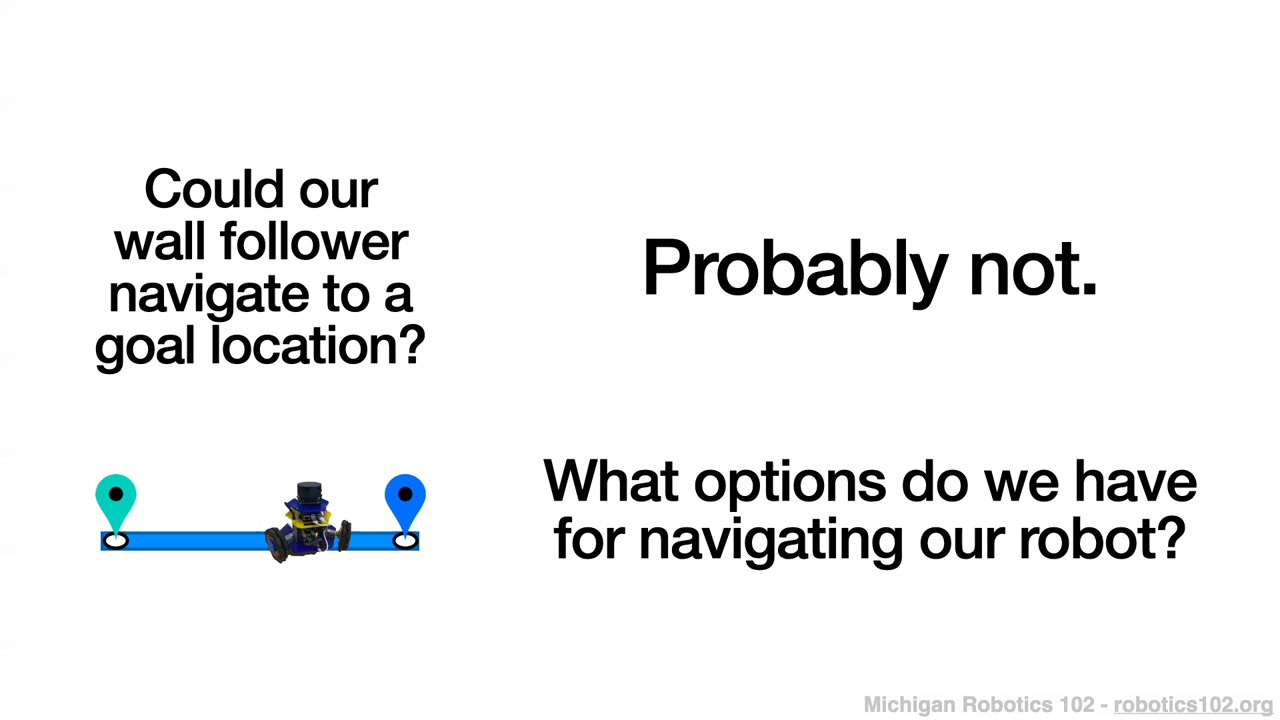 Could our
wall follower
navigate to a
goal location?
Probably not.
What options do we have
for navigating our robot?
Michigan Robotics 102 - robotics102.org